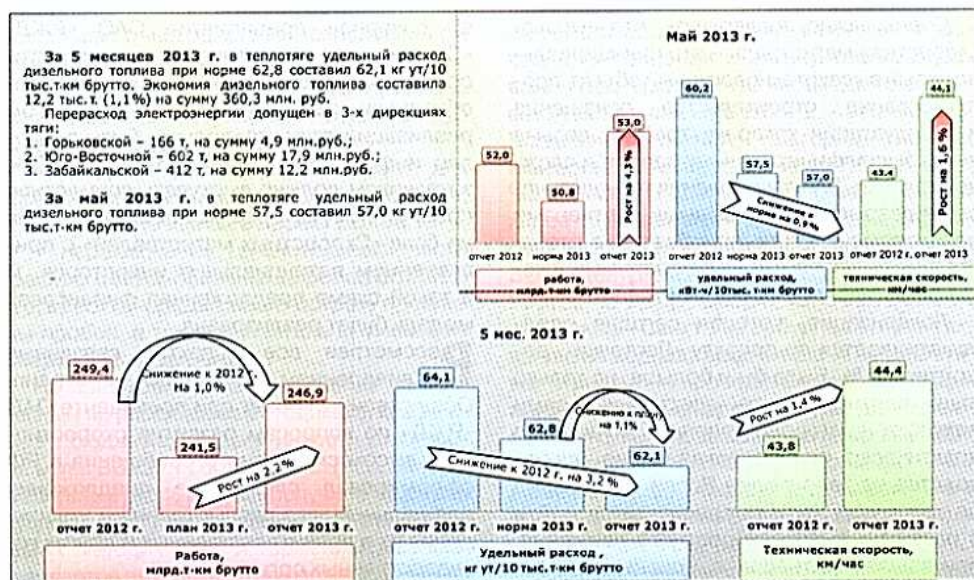 За 5 месяцев 2013 г. в теплотяге удельный расход
дизельного топлива при норме 62,8 составил 62,1 кг ут/10
тыс.т-км брутто. Экономия дизельного топлива составила
12,2 тыс.т. (1,1%) на сумму 360,3 млн. руб.
Перерасход электроэнергии допущен в 3-х дирекциях
тяги:
1. Горьковской – 166 т, на сумму 4,9 млн.руб.;
2. Юго-Восточной – 602 т, на сумму 17,9 млн.руб.;
3. Забайкальской – 412 т, на сумму 12,2 млн.руб.
За май 2013 г. в теплотяге удельный расход
дизельного топлива при норме 57,5 составил 57,0 кг ут/10
тыс.т-км брутто.
Май 2013 г.
52,0
50,8
53,0
Рост на 4,3 %
60,2
57,5
57,0
Снижение к
норме на 0,9%
43,4
44,1
Рост на 1,6 %
отчет 2012
норма 2013
отчет 2013
отчет 2012
норма 2013
отчет 2013
отчет 2012 г.
отчет 2013
работа,
млрд.т-км брутто
удельный расход,
кВт-ч/10тыс. т-км брутто
техническая скорость,
км/час
5 мес. 2013 г.
249,4
Снижение к 2012 г.
На 1,0%
246,9
241,5
Рост на 2,2 %
64,1
62,8
Снижение к плану
на 1,1%
62,1
Снижение к 2012 г. на 3,2 %
43,8
Рост на 1,4 %
44,4
отчет 2012 г.
план 2013 г.
отчет 2013 г.
отчет 2012 г.
норма 2013 г.
отчет 2013 г.
отчет 2012 г.
отчет 2013 г.
Работа,
млрд.т-км брутто
Удельный расход ,
кг ут/10 тыс.т-км брутто
Техническая скорость,
км/час